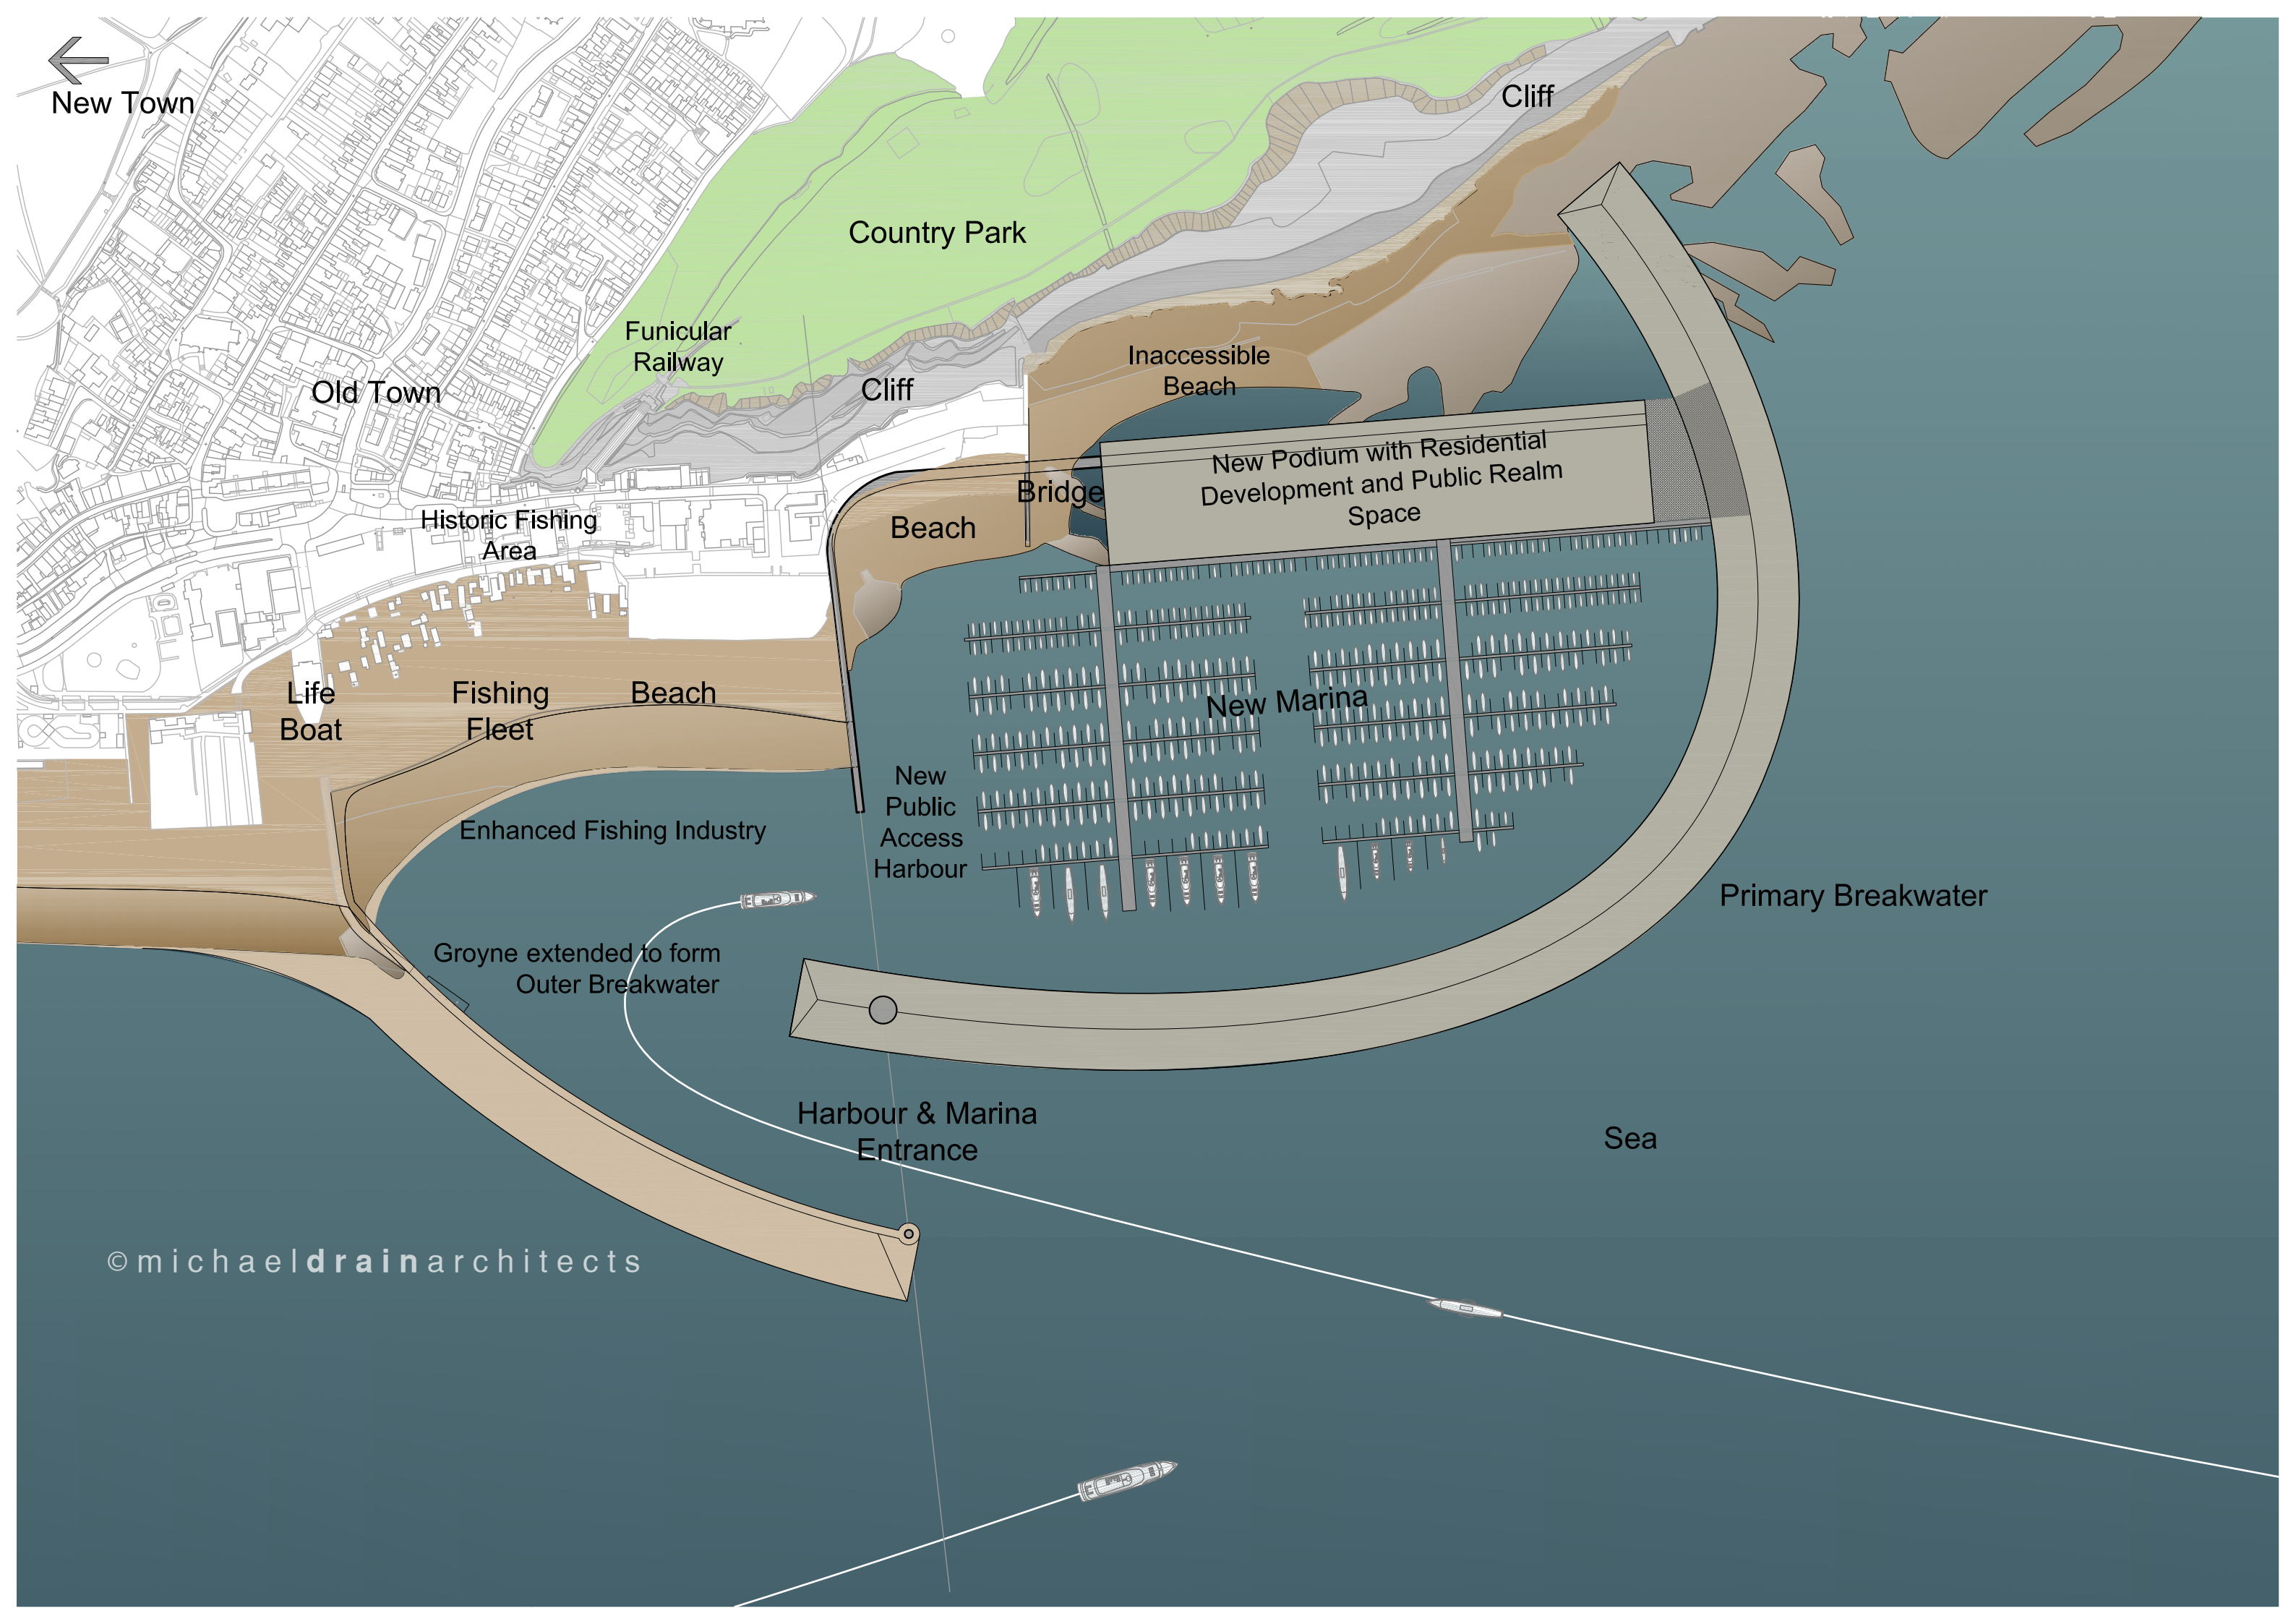 New Town
Cliff
Country Park
Funicular
Railway
Inaccessible
Beach
Old Town
Cliff
New Podium with Residential
Development and Public Realm
Space
Bridge
Historic Fishing
Area
Beach
Life
Boat
Fishing
Fleet
Beach
New Marina
New
Public
Access
Harbour
Enhanced Fishing Industry
Primary Breakwater
Groyne extended to form
Outer Breakwater
Harbour & Marina
Entrance
Sea
©michaeldrainarchitects